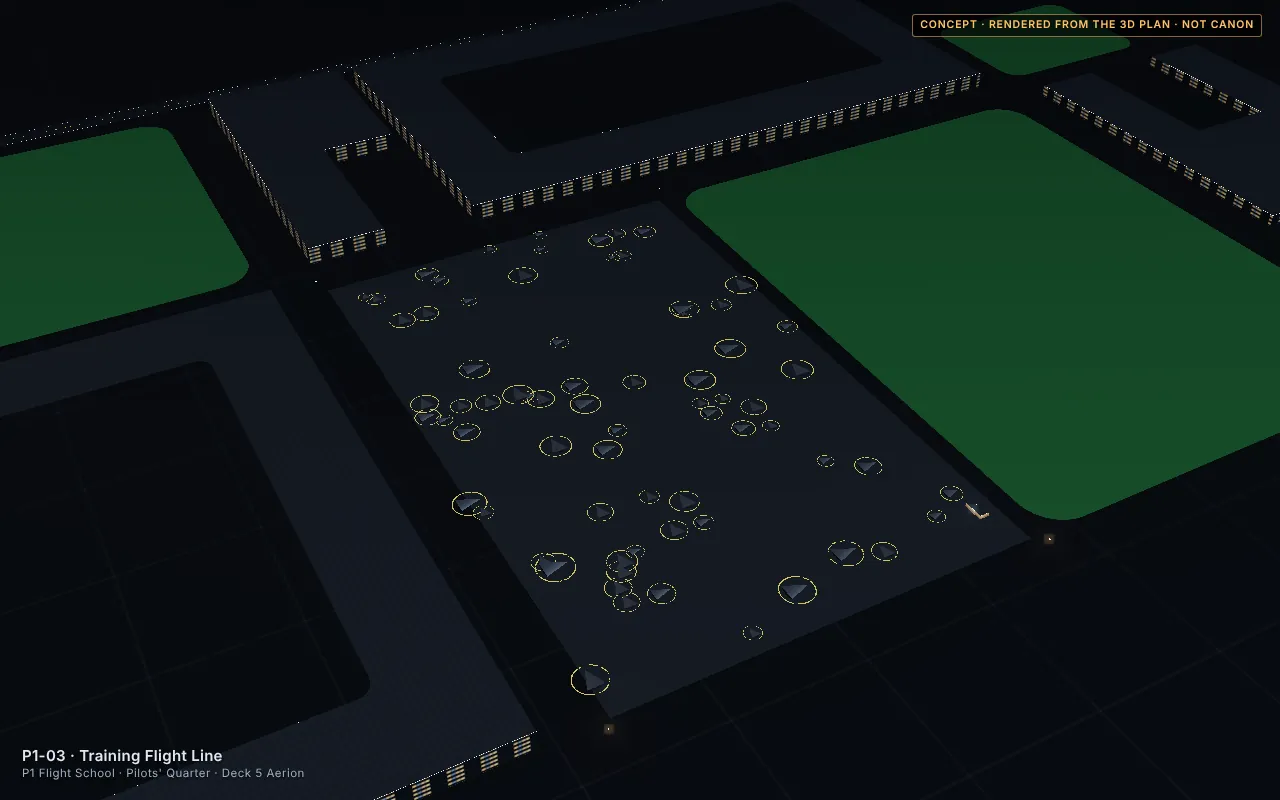 CONCEPT · RENDERED FROM THE 3D PLAN · NOT CANON
P1-03 · Training Flight Line
P1 Flight School · Pilots' Quarter · Deck 5 Aerion